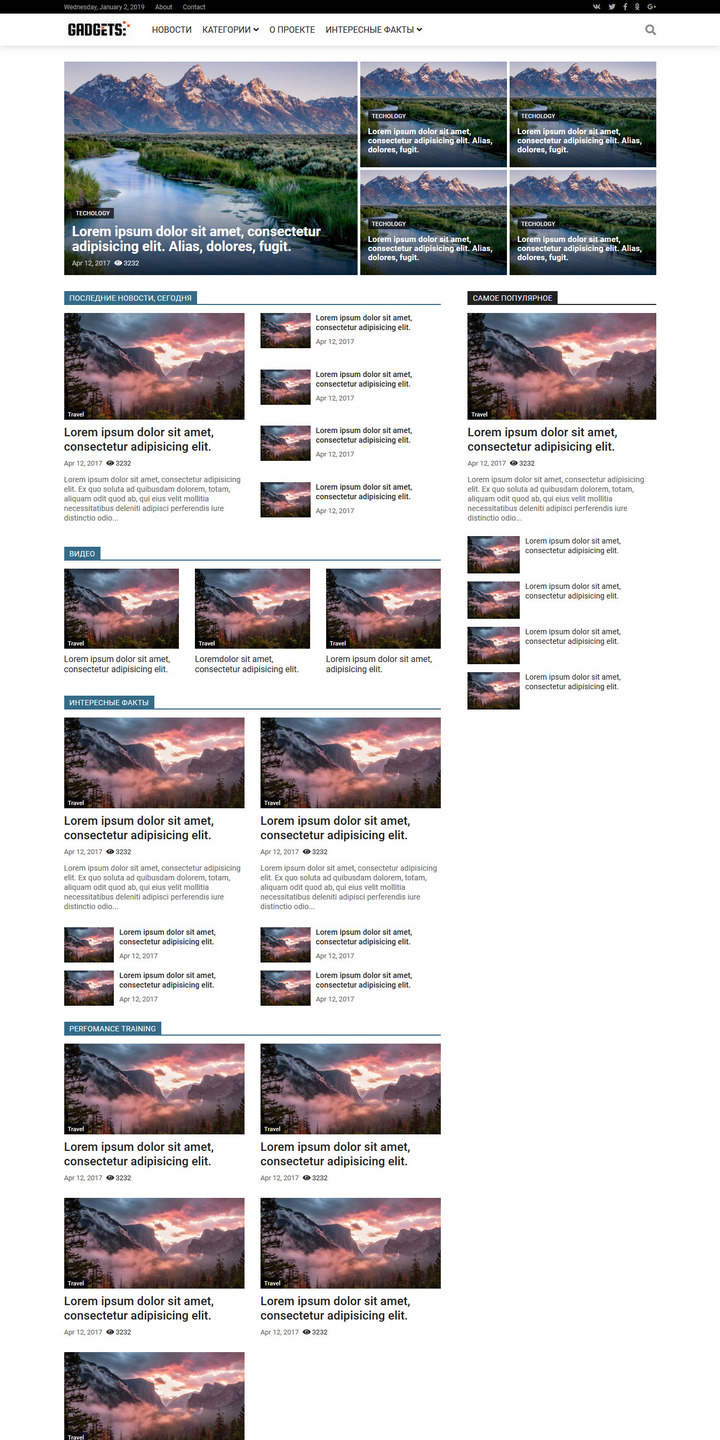 Wednesday, January 2, 2019 About Contact
GADGETS
НОВОСТИ КАТЕГОРИИ О ПРОЕКТЕ ИНТЕРЕСНЫЕ ФАКТЫ
TECHOLOGY
Lorem ipsum dolor sit amet, consectetur
adipisicing elit. Alias, dolores, fugit.
Apr 12, 2017 3232
TECHOLOGY
Lorem ipsum dolor sit amet,
consectetur adipisicing elit. Alias,
dolores, fugit.
TECHOLOGY
Lorem ipsum dolor sit amet,
consectetur adipisicing elit. Alias,
dolores, fugit.
TECHOLOGY
Lorem ipsum dolor sit amet,
consectetur adipisicing elit. Alias,
dolores, fugit.
TECHOLOGY
Lorem ipsum dolor sit amet,
consectetur adipisicing elit. Alias,
dolores, fugit.
ПОСЛЕДНИЕ НОВОСТИ, СЕГОДНЯ
Travel
Lorem ipsum dolor sit amet,
consectetur adipisicing elit.
Apr 12, 2017 3232
Lorem ipsum dolor sit amet, consectetur adipisicing
elit. Ex quo soluta ad quibusdam dolorem, totam,
aliquam odit quod ab, qui eius velit mollitia
necessitatibus deleniti adipisci perferendis iure
distinctio odio...
Lorem ipsum dolor sit amet,
consectetur adipisicing elit.
Apr 12, 2017
Lorem ipsum dolor sit amet,
consectetur adipisicing elit.
Apr 12, 2017
Lorem ipsum dolor sit amet,
consectetur adipisicing elit.
Apr 12, 2017
Lorem ipsum dolor sit amet,
consectetur adipisicing elit.
Apr 12, 2017
САМОЕ ПОПУЛЯРНОЕ
Travel
Lorem ipsum dolor sit amet,
consectetur adipisicing elit.
Apr 12, 2017 3232
Lorem ipsum dolor sit amet, consectetur adipisicing
elit. Ex quo soluta ad quibusdam dolorem, totam,
aliquam odit quod ab, qui eius velit mollitia
necessitatibus deleniti adipisci perferendis iure
distinctio odio...
Lorem ipsum dolor sit amet,
consectetur adipisicing elit.
Lorem ipsum dolor sit amet,
consectetur adipisicing elit.
Lorem ipsum dolor sit amet,
consectetur adipisicing elit.
Lorem ipsum dolor sit amet,
consectetur adipisicing elit.
ВИДЕО
Travel
Lorem ipsum dolor sit amet,
consectetur adipisicing elit.
Travel
Loremdolor sit amet,
consectetur adipisicing elit.
Travel
Lorem ipsum dolor sit amet,
adipisicing elit.
ИНТЕРЕСНЫЕ ФАКТЫ
Travel
Lorem ipsum dolor sit amet,
consectetur adipisicing elit.
Apr 12, 2017 3232
Lorem ipsum dolor sit amet, consectetur adipisicing
elit. Ex quo soluta ad quibusdam dolorem, totam,
aliquam odit quod ab, qui eius velit mollitia
necessitatibus deleniti adipisci perferendis iure
distinctio odio...
Lorem ipsum dolor sit amet,
consectetur adipisicing elit.
Apr 12, 2017
Lorem ipsum dolor sit amet,
consectetur adipisicing elit.
Apr 12, 2017
Travel
Lorem ipsum dolor sit amet,
consectetur adipisicing elit.
Apr 12, 2017 3232
Lorem ipsum dolor sit amet, consectetur adipisicing
elit. Ex quo soluta ad quibusdam dolorem, totam,
aliquam odit quod ab, qui eius velit mollitia
necessitatibus deleniti adipisci perferendis iure
distinctio odio...
Lorem ipsum dolor sit amet,
consectetur adipisicing elit.
Apr 12, 2017
Lorem ipsum dolor sit amet,
consectetur adipisicing elit.
Apr 12, 2017
PERFOMANCE TRAINING
Travel
Lorem ipsum dolor sit amet,
consectetur adipisicing elit.
Apr 12, 2017 3232
Travel
Lorem ipsum dolor sit amet,
consectetur adipisicing elit.
Apr 12, 2017 3232
Travel
Lorem ipsum dolor sit amet,
consectetur adipisicing elit.
Apr 12, 2017 3232
Travel
Lorem ipsum dolor sit amet,
consectetur adipisicing elit.
Apr 12, 2017 3232
Travel